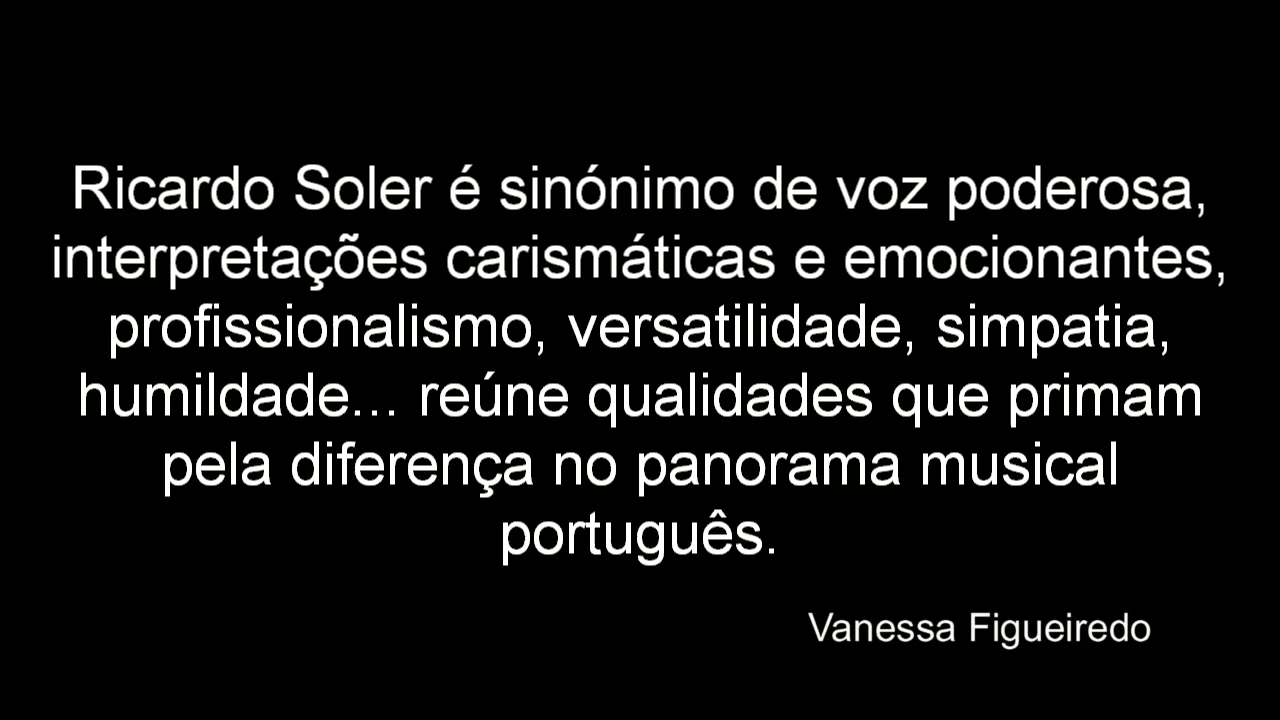 Ricardo Soler é sinónimo de voz poderosa,
interpretações carismáticas e emocionantes,
profissionalismo, versatilidade, simpatia,
humildade... reúne qualidades que primam
pela diferença no panorama musical
português.
Vanessa Figueiredo